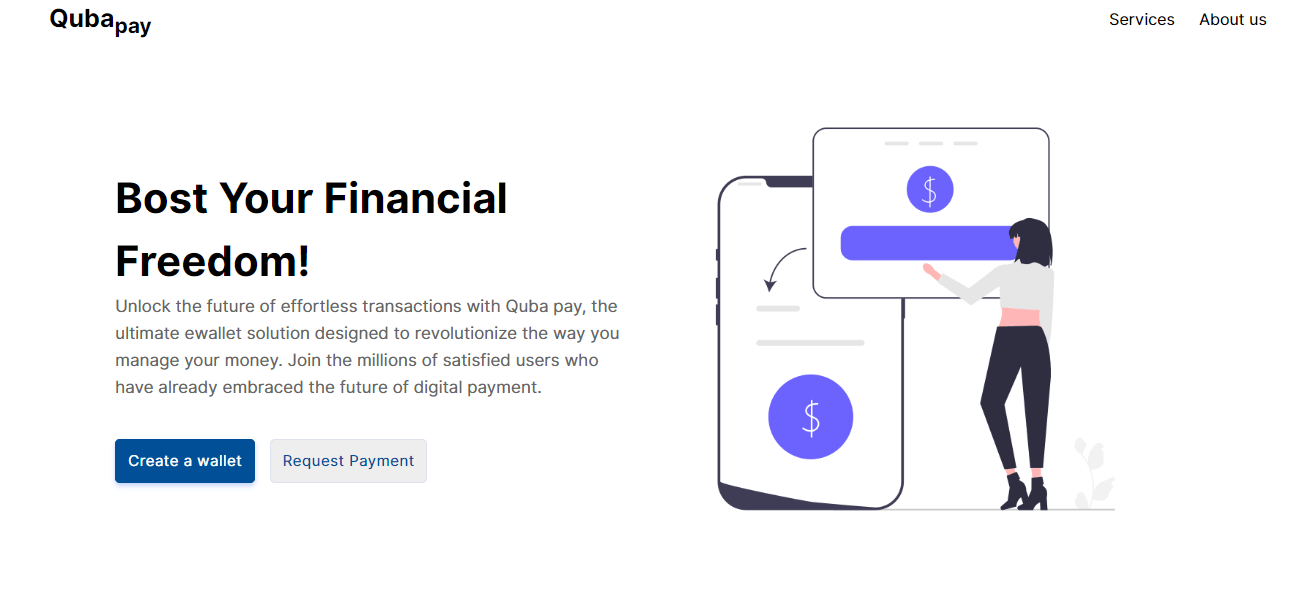 Qubapay
Services About us
Bost Your Financial
Freedom!
Unlock the future of effortless transactions with Quba pay, the
ultimate ewallet solution designed to revolutionize the way you
manage your money. Join the millions of satisfied users who
have already embraced the future of digital payment.
Create a wallet Request Payment
$
$